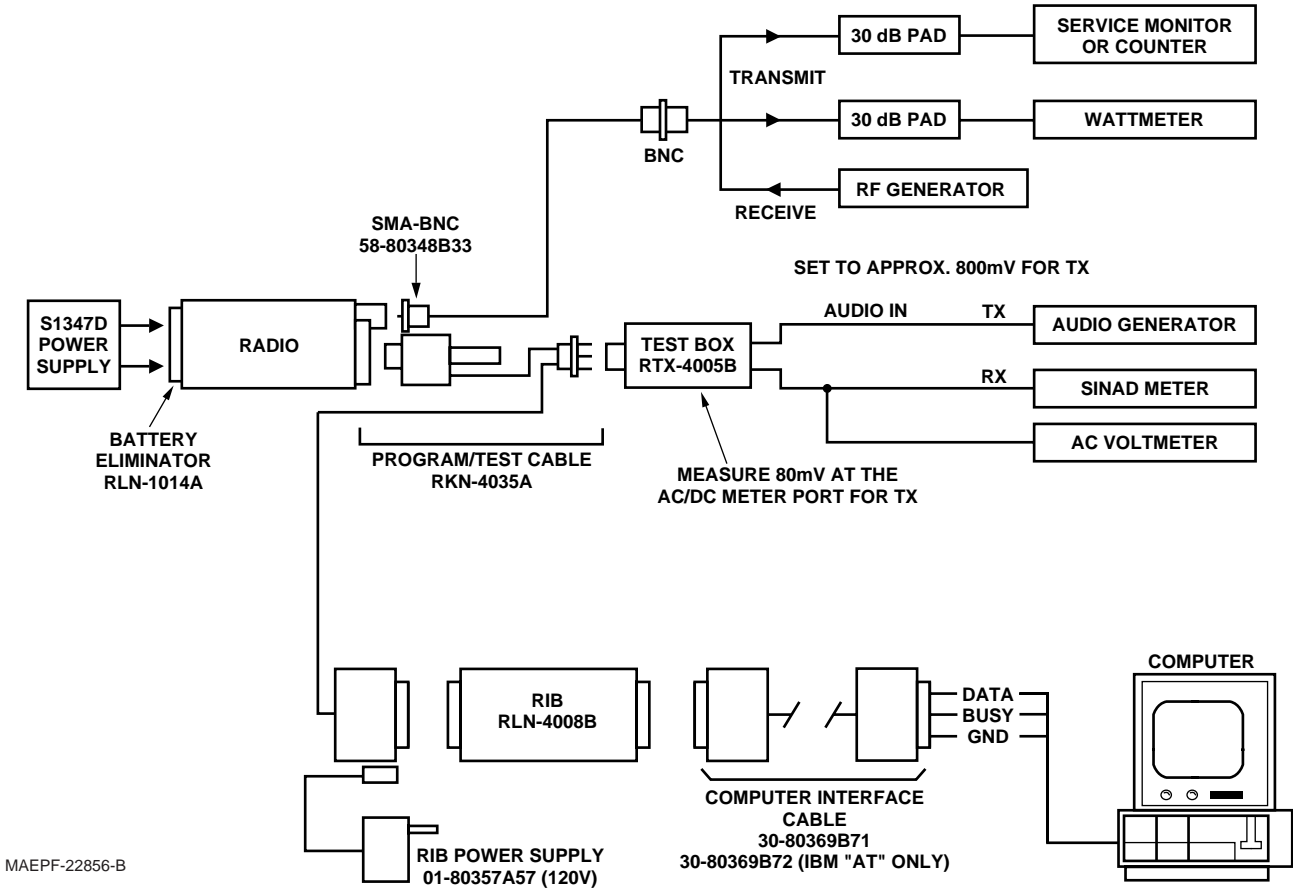 30 dB PAD
SERVICE MONITOR
OR COUNTER
TRANSMIT
30 dB PAD
WATTMETER
BNC
RF GENERATOR
RECEIVE
SMA-BNC
58-80348B33
SET TO APPROX. 800mV FOR TX
S1347D
POWER
SUPPLY
RADIO
TEST BOX
RTX-4005B
AUDIO IN
TX
AUDIO GENERATOR
RX
SINAD METER
AC VOLTMETER
BATTERY
ELIMINATOR
RLN-1014A
PROGRAM/TEST CABLE
RKN-4035A
MEASURE 80mV AT THE
AC/DC METER PORT FOR TX
RIB
RLN-4008B
DATA
BUSY
GND
COMPUTER
COMPUTER INTERFACE
CABLE
30-80369B71
30-80369B72 (IBM "AT" ONLY)
RIB POWER SUPPLY
01-80357A57 (120V)
MAEPF-22856-B